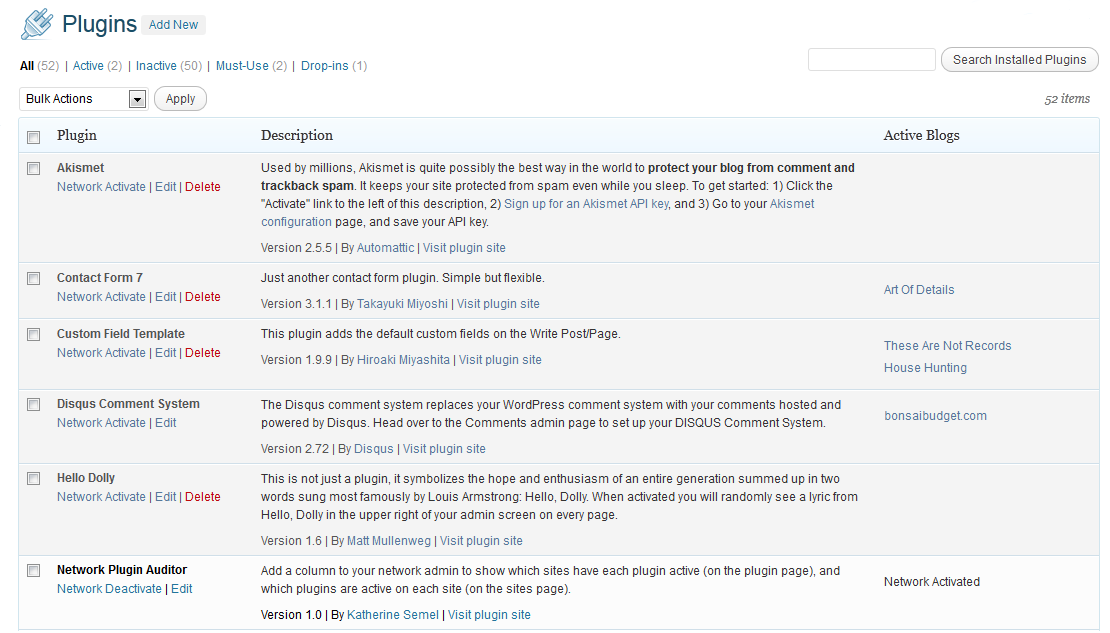 Plugins Add New
All (52) | Active (2) | Inactive (50) | Must-Use (2) | Drop-ins (1)
Search Installed Plugins
Bulk Actions Apply
52 items
Plugin Description Active Blogs
Akismet
Network Activate | Edit | Delete
Used by millions, Akismet is quite possibly the best way in the world to protect your blog from comment and
trackback spam. It keeps your site protected from spam even while you sleep. To get started: 1) Click the
"Activate" link to the left of this description, 2) Sign up for an Akismet API key, and 3) Go to your Akismet
configuration page, and save your API key.
Version 2.5.5 | By Automattic | Visit plugin site
Contact Form 7
Network Activate | Edit | Delete
Just another contact form plugin. Simple but flexible.
Version 3.1.1 | By Takayuki Miyoshi | Visit plugin site
Art Of Details
Custom Field Template
Network Activate | Edit | Delete
This plugin adds the default custom fields on the Write Post/Page.
Version 1.9.9 | By Hiroaki Miyashita | Visit plugin site
These Are Not Records
House Hunting
Disqus Comment System
Network Activate | Edit
The Disqus comment system replaces your WordPress comment system with your comments hosted and
powered by Disqus. Head over to the Comments admin page to set up your DISQUS Comment System.
Version 2.72 | By Disqus | Visit plugin site
bonsaibudget.com
Hello Dolly
Network Activate | Edit | Delete
This is not just a plugin, it symbolizes the hope and enthusiasm of an entire generation summed up in two
words sung most famously by Louis Armstrong: Hello, Dolly. When activated you will randomly see a lyric from
Hello, Dolly in the upper right of your admin screen on every page.
Version 1.6 | By Matt Mullenweg | Visit plugin site
Network Plugin Auditor
Network Deactivate | Edit
Add a column to your network admin to show which sites have each plugin active (on the plugin page), and
which plugins are active on each site (on the sites page).
Version 1.0 | By Katherine Semel | Visit plugin site
Network Activated